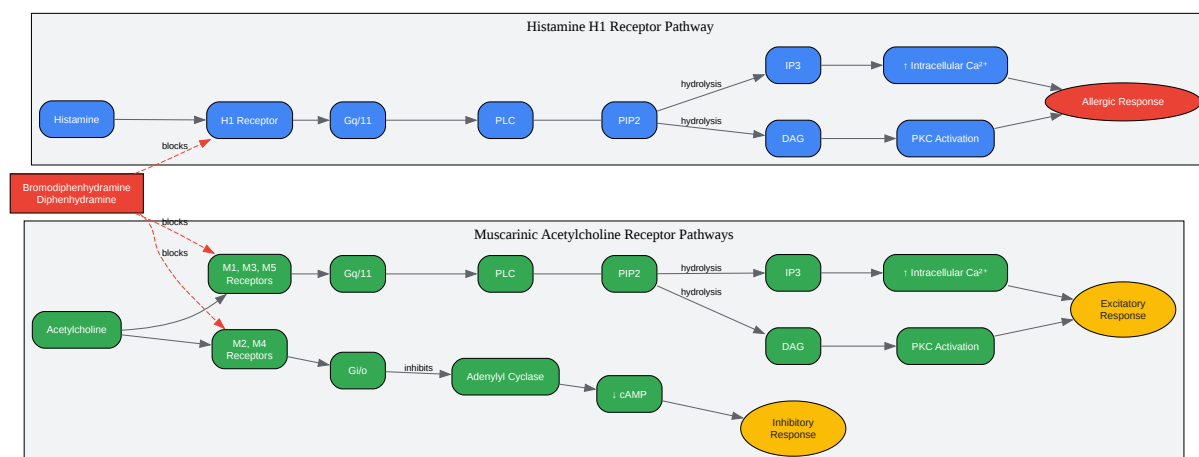 Histamine H1 Receptor Pathway
IP3
↑ Intracellular Ca²⁺
hydrolysis
Allergic Response
Histamine
H1 Receptor
Gq/11
PLC
PIP2
hydrolysis
DAG
PKC Activation
blocks
Bromodiphenhydramine
Diphenhydramine
blocks
blocks
Muscarinic Acetylcholine Receptor Pathways
M1, M3, M5
Receptors
Gq/11
PLC
PIP2
hydrolysis
IP3
↑ Intracellular Ca²⁺
hydrolysis
Excitatory
Response
Acetylcholine
M2, M4
Receptors
DAG
PKC Activation
Gi/o
inhibits
Adenylyl Cyclase
↓ cAMP
Inhibitory
Response